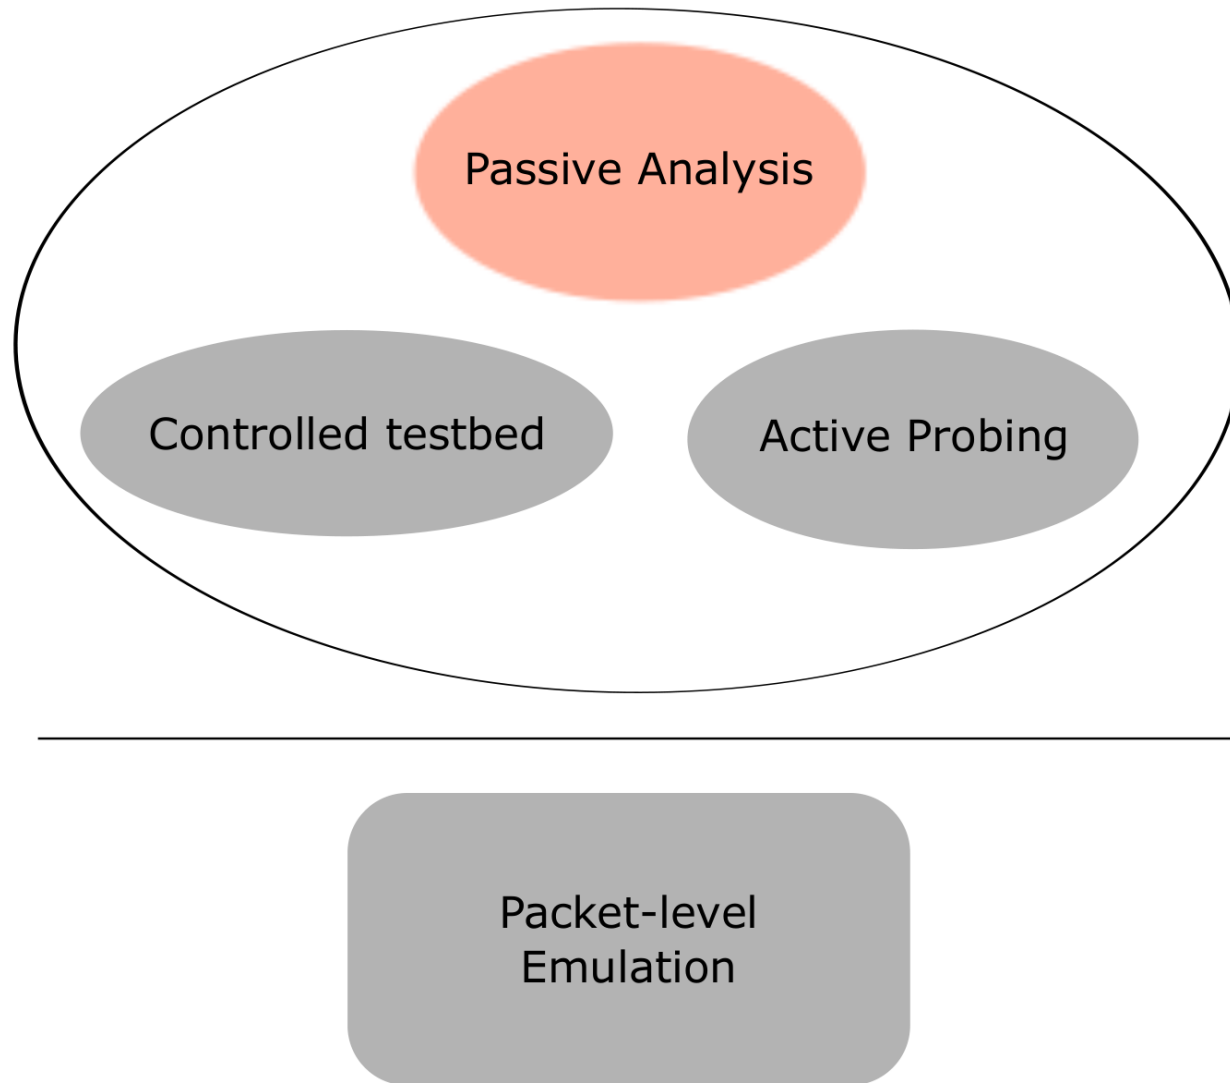 Passive Analysis
Controlled testbed
Active Probing
Packet-level
Emulation